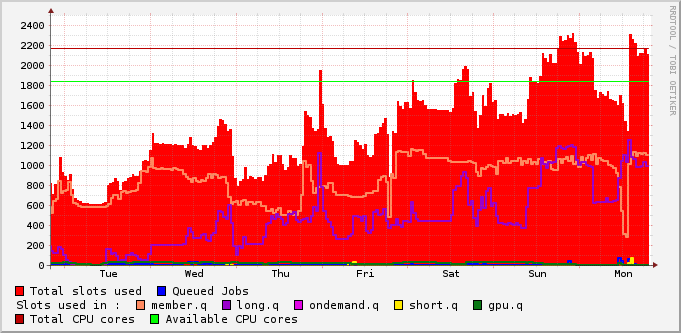 RRDTOOL / TOBI OETIKER
2400
2200
2000
1800
1600
1400
1200
1000
800
600
400
200
0
Tue Wed Thu Fri Sat Sun Mon
Total slots used Queued Jobs
Slots used in : member.q long.q ondemand.q short.q gpu.q
Total CPU cores Available CPU cores